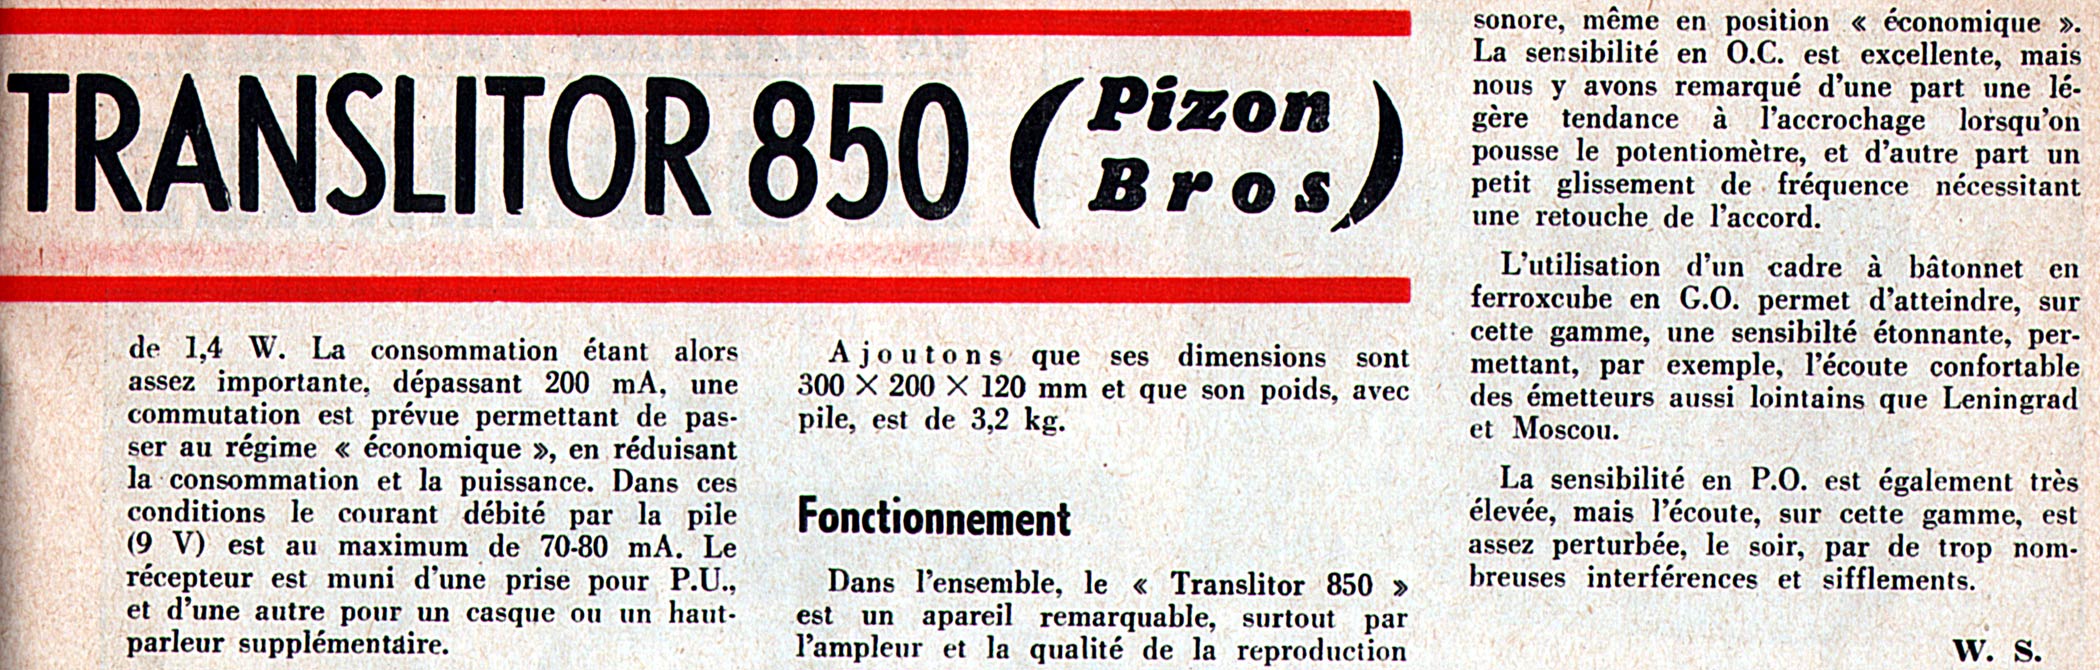 TRANSLITOR 850 (Pizon
Bros)
de 1,4 W. La consommation étant alors
assez importante, dépassant 200 mA, une
commutation est prévue permettant de pas-
ser au régime « économique », en réduisant
la consommation et la puissance. Dans ces
conditions le courant débité par la pile
(9 V) est au maximum de 70-80 mA. Le
récepteur est muni d'une prise pour P.U.,
et d'une autre pour un casque ou un haut-
parleur supplémentaire.
Ajoutons que ses dimensions sont
300 × 200 × 120 mm et que son poids, avec
pile, est de 3,2 kg.
Fonctionnement
Dans l'ensemble, le « Translitor 850 »
est un apareil remarquable, surtout par
l'ampleur et la qualité de la reproduction
sonore, même en position « économique ».
La sensibilité en O.C. est excellente, mais
nous y avons remarqué d'une part une lé-
gère tendance à l'accrochage lorsqu'on
pousse le potentiomètre, et d'autre part un
petit glissement de fréquence nécessitant
une retouche de l'accord.
L'utilisation d'un cadre à bâtonnet en
ferroxcube en G.O. permet d'atteindre, sur
cette gamme, une sensibilté étonnante, per-
mettant, par exemple, l'écoute confortable
des émetteurs aussi lointains que Leningrad
et Moscou.
La sensibilité en P.O. est également très
élevée, mais l'écoute, sur cette gamme, est
assez perturbée, le soir, par de trop nom-
breuses interférences et sifflements.
W. S.